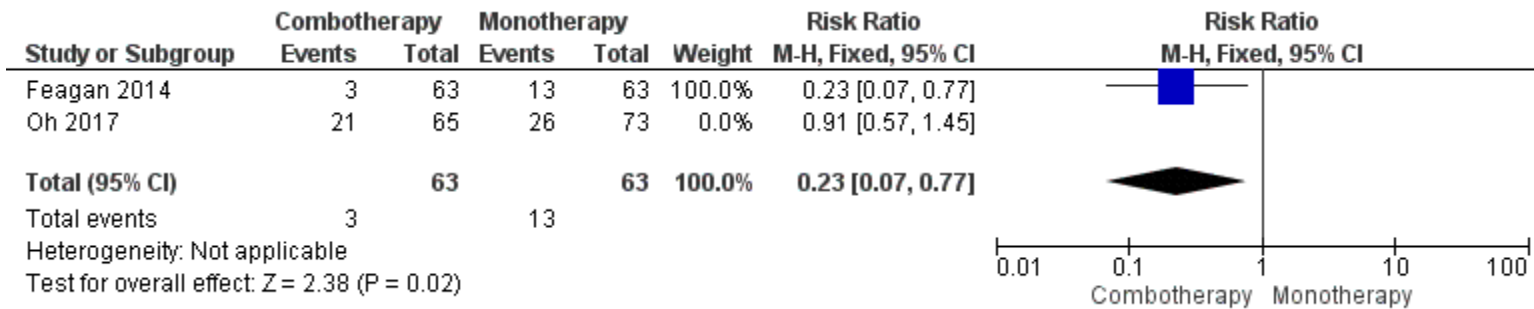 Combotherapy Monotherapy Risk Ratio Risk Ratio
Study or Subgroup Events Total Events Total Weight M-H, Fixed, 95% CI M-H, Fixed, 95% CI
Feagan 2014 3 63 13 63 100.0% 0.23 [0.07, 0.77]
Oh 2017 21 65 26 73 0.0% 0.91 [0.57, 1.45]
Total (95% CI) 63 63 100.0% 0.23 [0.07, 0.77]
Total events 3 13
Heterogeneity: Not applicable
Test for overall effect: Z = 2.38 (P = 0.02)
0.01 0.1 1 10 100
Combotherapy Monotherapy